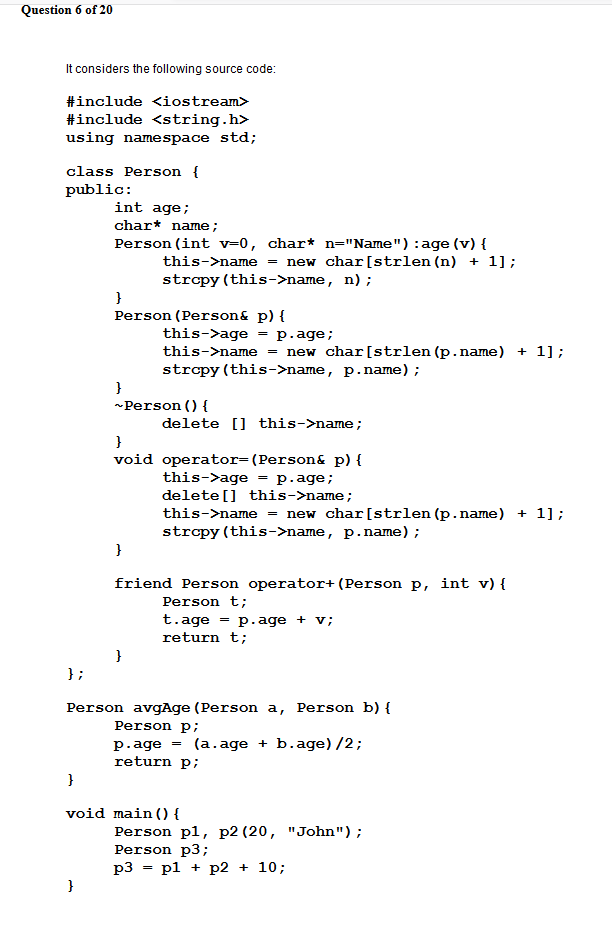 Question 6 of 20
It considers the following source code:
#include <iostream>
#include <string.h>
using namespace std;
class Person {
public:
int age;
char* name;
Person(int v=0, char* n="Name"):age(v){
this->name = new char[strlen(n) + 1];
strcpy(this->name, n);
}
Person(Person& p){
this->age = p.age;
this->name = new char[strlen(p.name) + 1];
strcpy(this->name, p.name);
}
~Person(){
delete [] this->name;
}
void operator=(Person& p){
this->age = p.age;
delete[] this->name;
this->name = new char[strlen(p.name) + 1];
strcpy(this->name, p.name);
}
friend Person operator+(Person p, int v){
Person t;
t.age = p.age + v;
return t;
}
};
Person avgAge(Person a, Person b){
Person p;
p.age = (a.age + b.age)/2;
return p;
}
void main(){
Person p1, p2(20, "John");
Person p3;
p3 = p1 + p2 + 10;
}